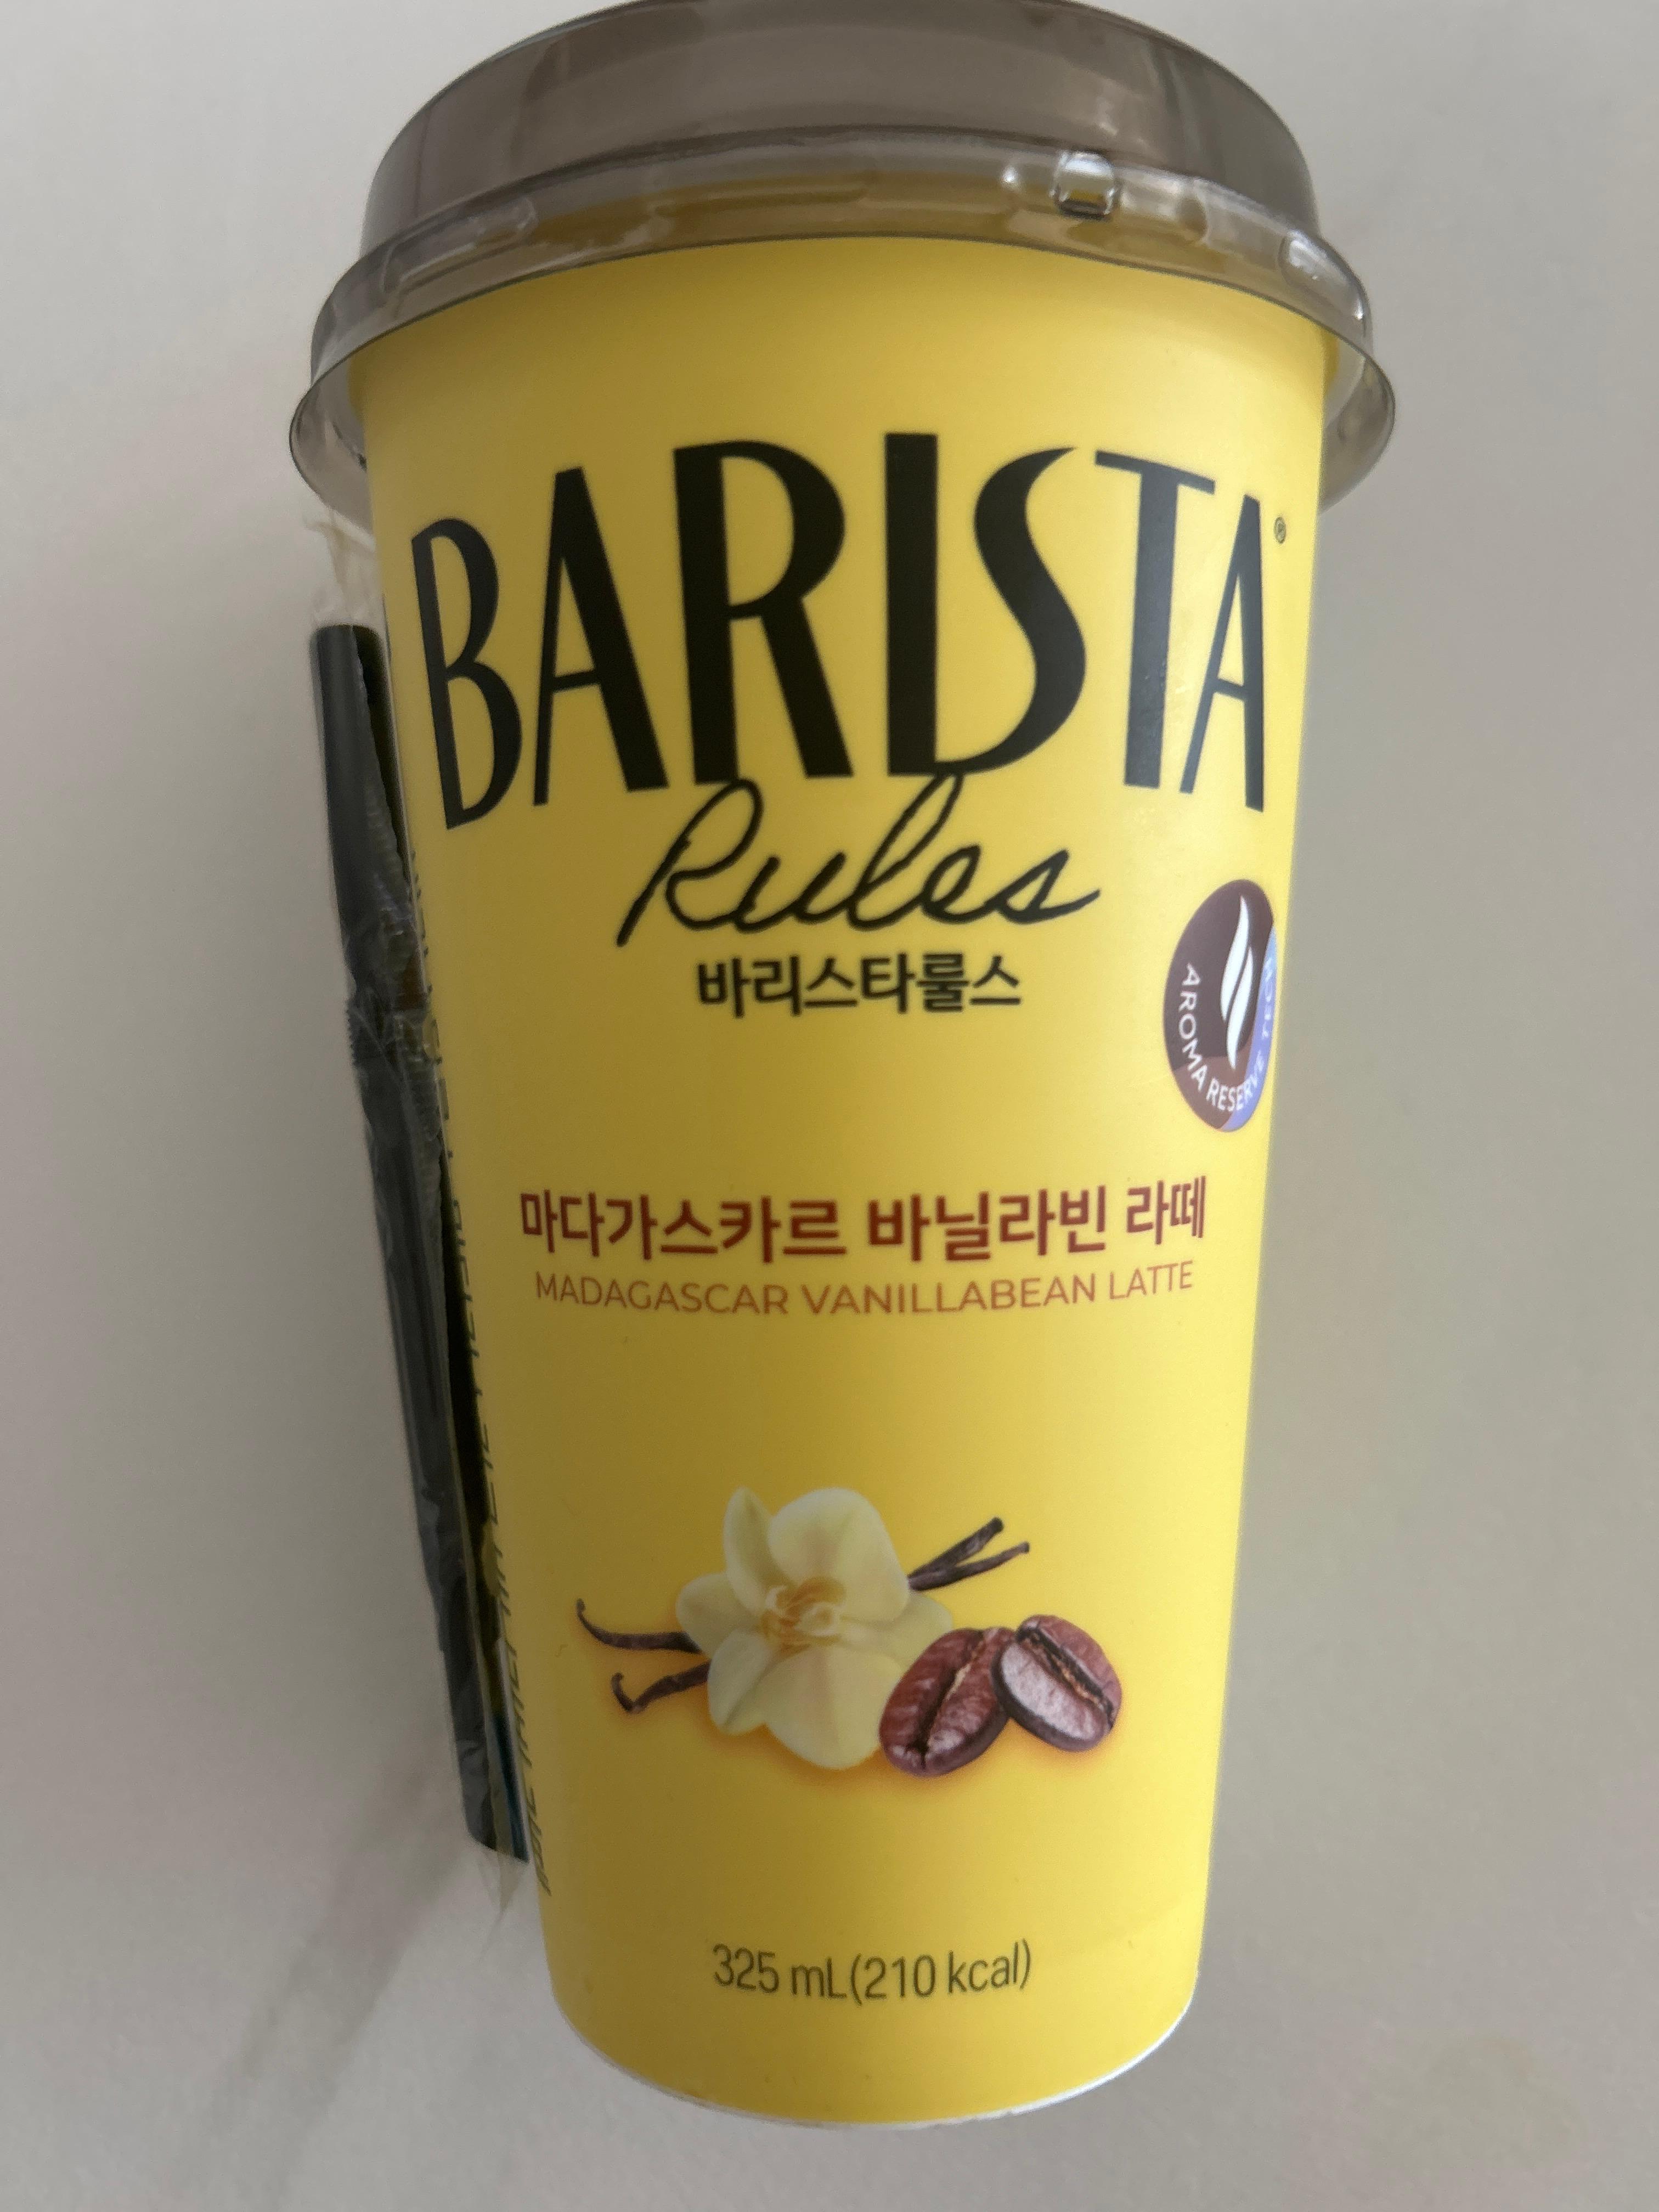 BARISTA®
Rules
바리스타룰스
AROMA RESERVE TECH
마다가스카르 바닐라빈 라떼
MADAGASCAR VANILLABEAN LATTE
325 mL(210 kcal)